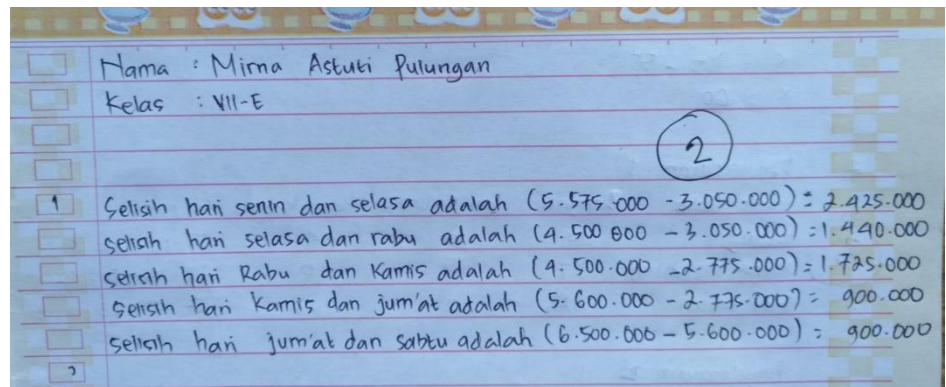 Nama : Mirna Astuti Pulungan
Kelas : VII-E
2
1 Selisih hari senin dan selasa adalah (5.575.000 - 3.050.000) = 2.425.000
selisih hari selasa dan rabu adalah (4.500 000 - 3.050.000) = 1.440.000
selisih hari Rabu dan Kamis adalah (4.500.000 - 2.775.000) = 1.725.000
selisih hari Kamis dan jum'at adalah (5.600.000 - 2.775.000) = 900.000
selisih hari jum'at dan sabtu adalah (6.500.000 - 5.600.000) = 900.000